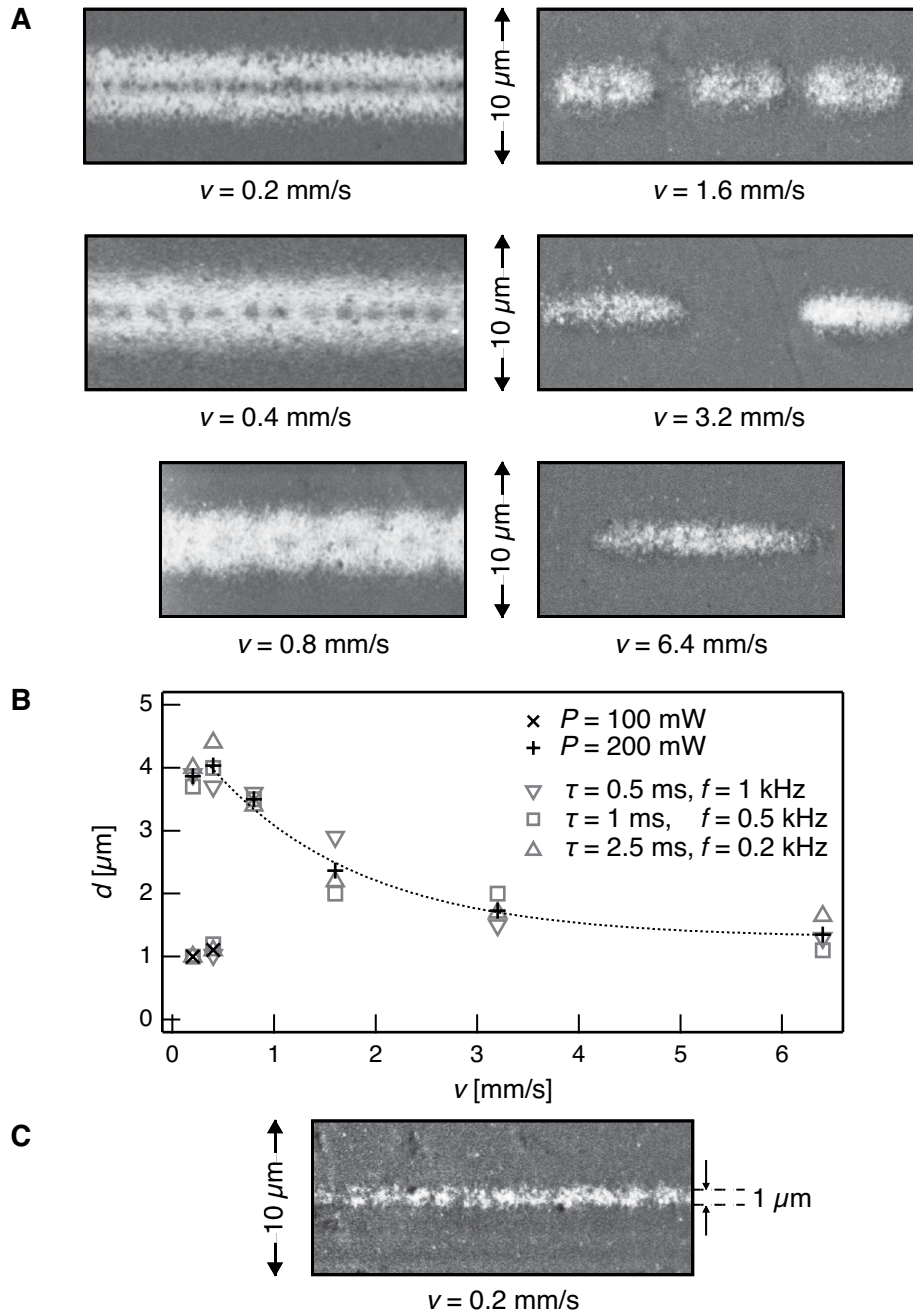 A
10 µm
v = 0.2 mm/s
v = 1.6 mm/s
10 µm
v = 0.4 mm/s
v = 3.2 mm/s
10 µm
v = 0.8 mm/s
v = 6.4 mm/s
B
5
4
3
2
1
0
d [µm]
× P = 100 mW
+ P = 200 mW
τ = 0.5 ms, f = 1 kHz
τ = 1 ms, f = 0.5 kHz
τ = 2.5 ms, f = 0.2 kHz
0 1 2 3 4 5 6
v [mm/s]
C
10 µm
1 µm
v = 0.2 mm/s